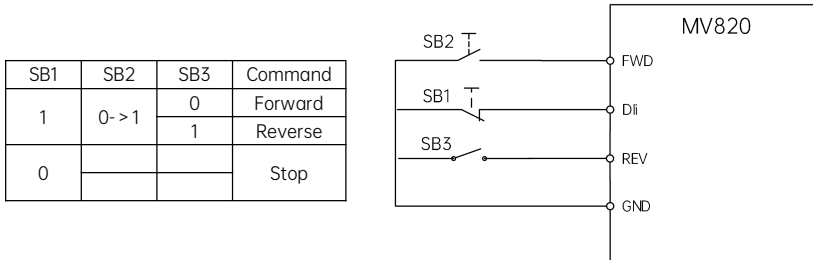 SB1 SB2 SB3 Command
1 0->1 0 Forward
1 Reverse
0 Stop
MV820
SB2 FWD
SB1 DIi
SB3 REV
GND